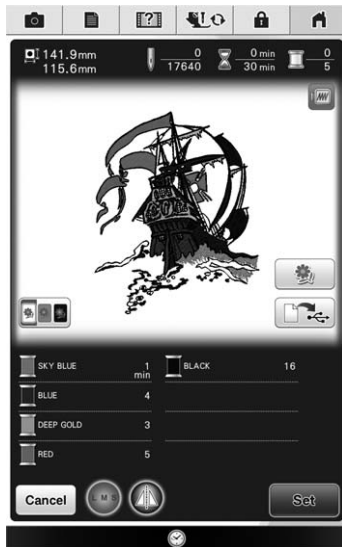 [?]
141.9mm 0 0 min 0
115.6mm 17640 30 min 5
SKY BLUE 1 min BLACK 16
BLUE 4
DEEP GOLD 3
RED 5
L M S
Cancel Set